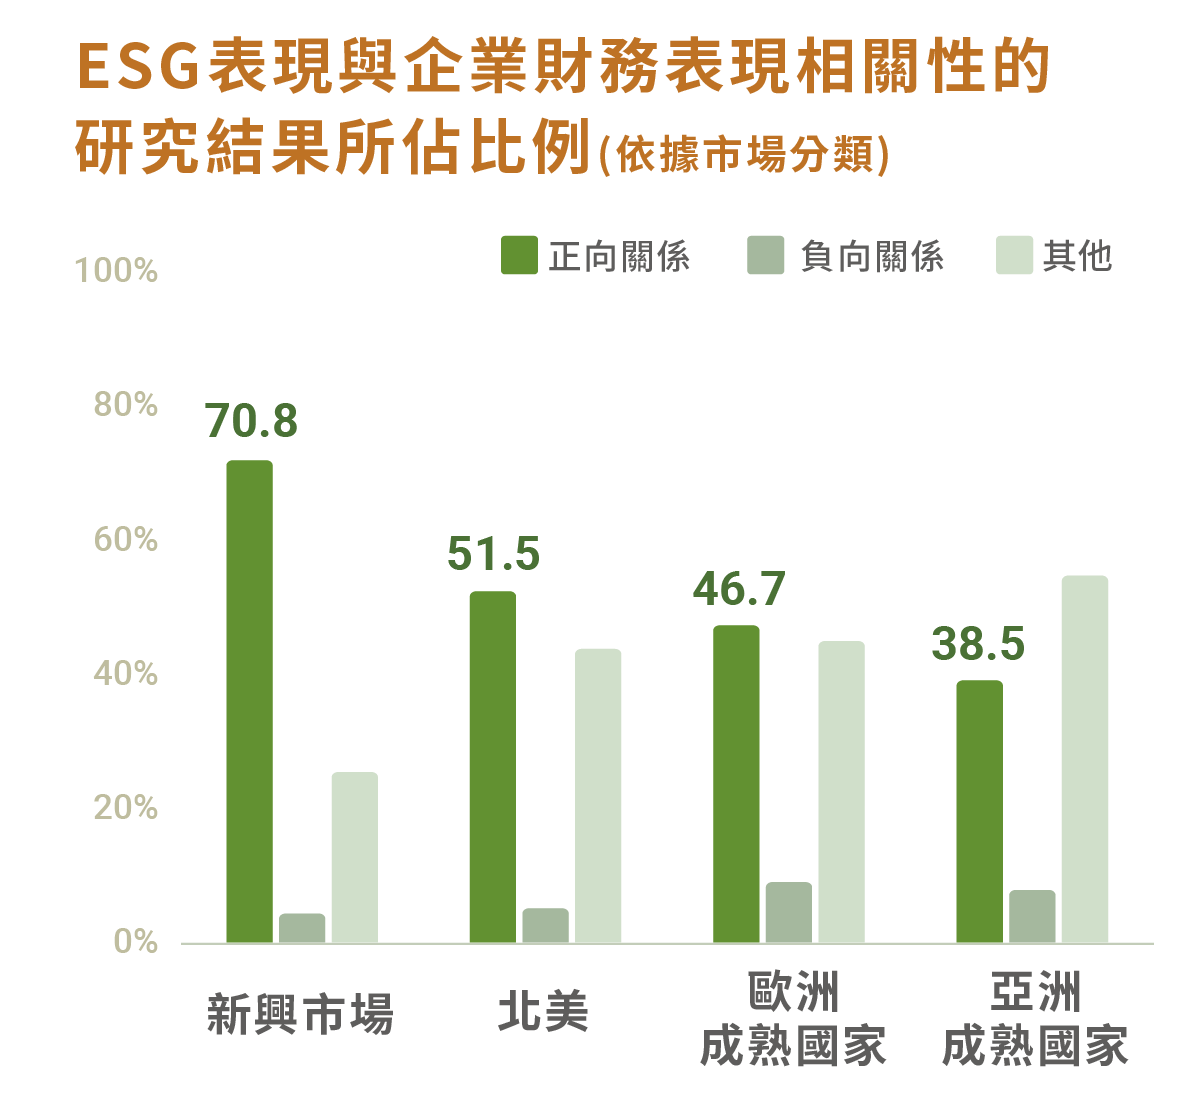 ESG表現與企業財務表現相關性的
研究結果所佔比例(依據市場分類)
正向關係 負向關係 其他
100%
80%
60%
40%
20%
0%
70.8
51.5
46.7
38.5
新興市場
北美
歐洲
成熟國家
亞洲
成熟國家